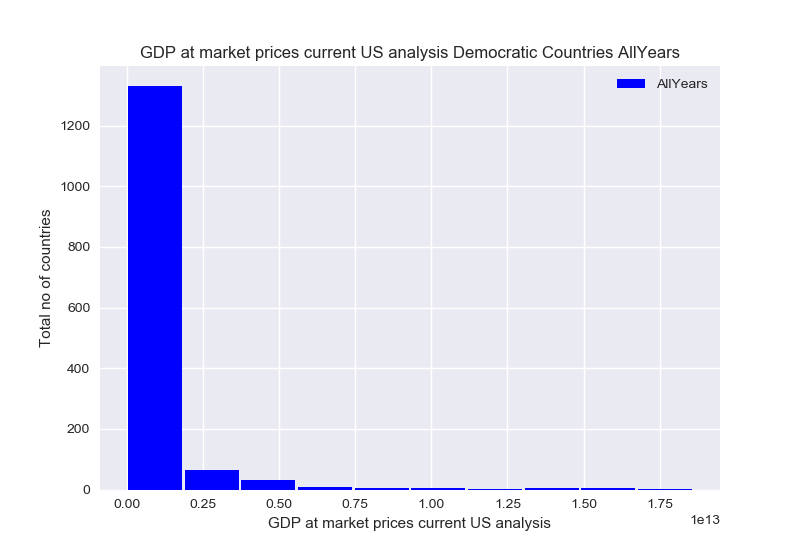 GDP at market prices current US analysis Democratic Countries AllYears
AllYears
1200
1000
800
600
400
200
0
Total no of countries
0.00 0.25 0.50 0.75 1.00 1.25 1.50 1.75
1e13
GDP at market prices current US analysis